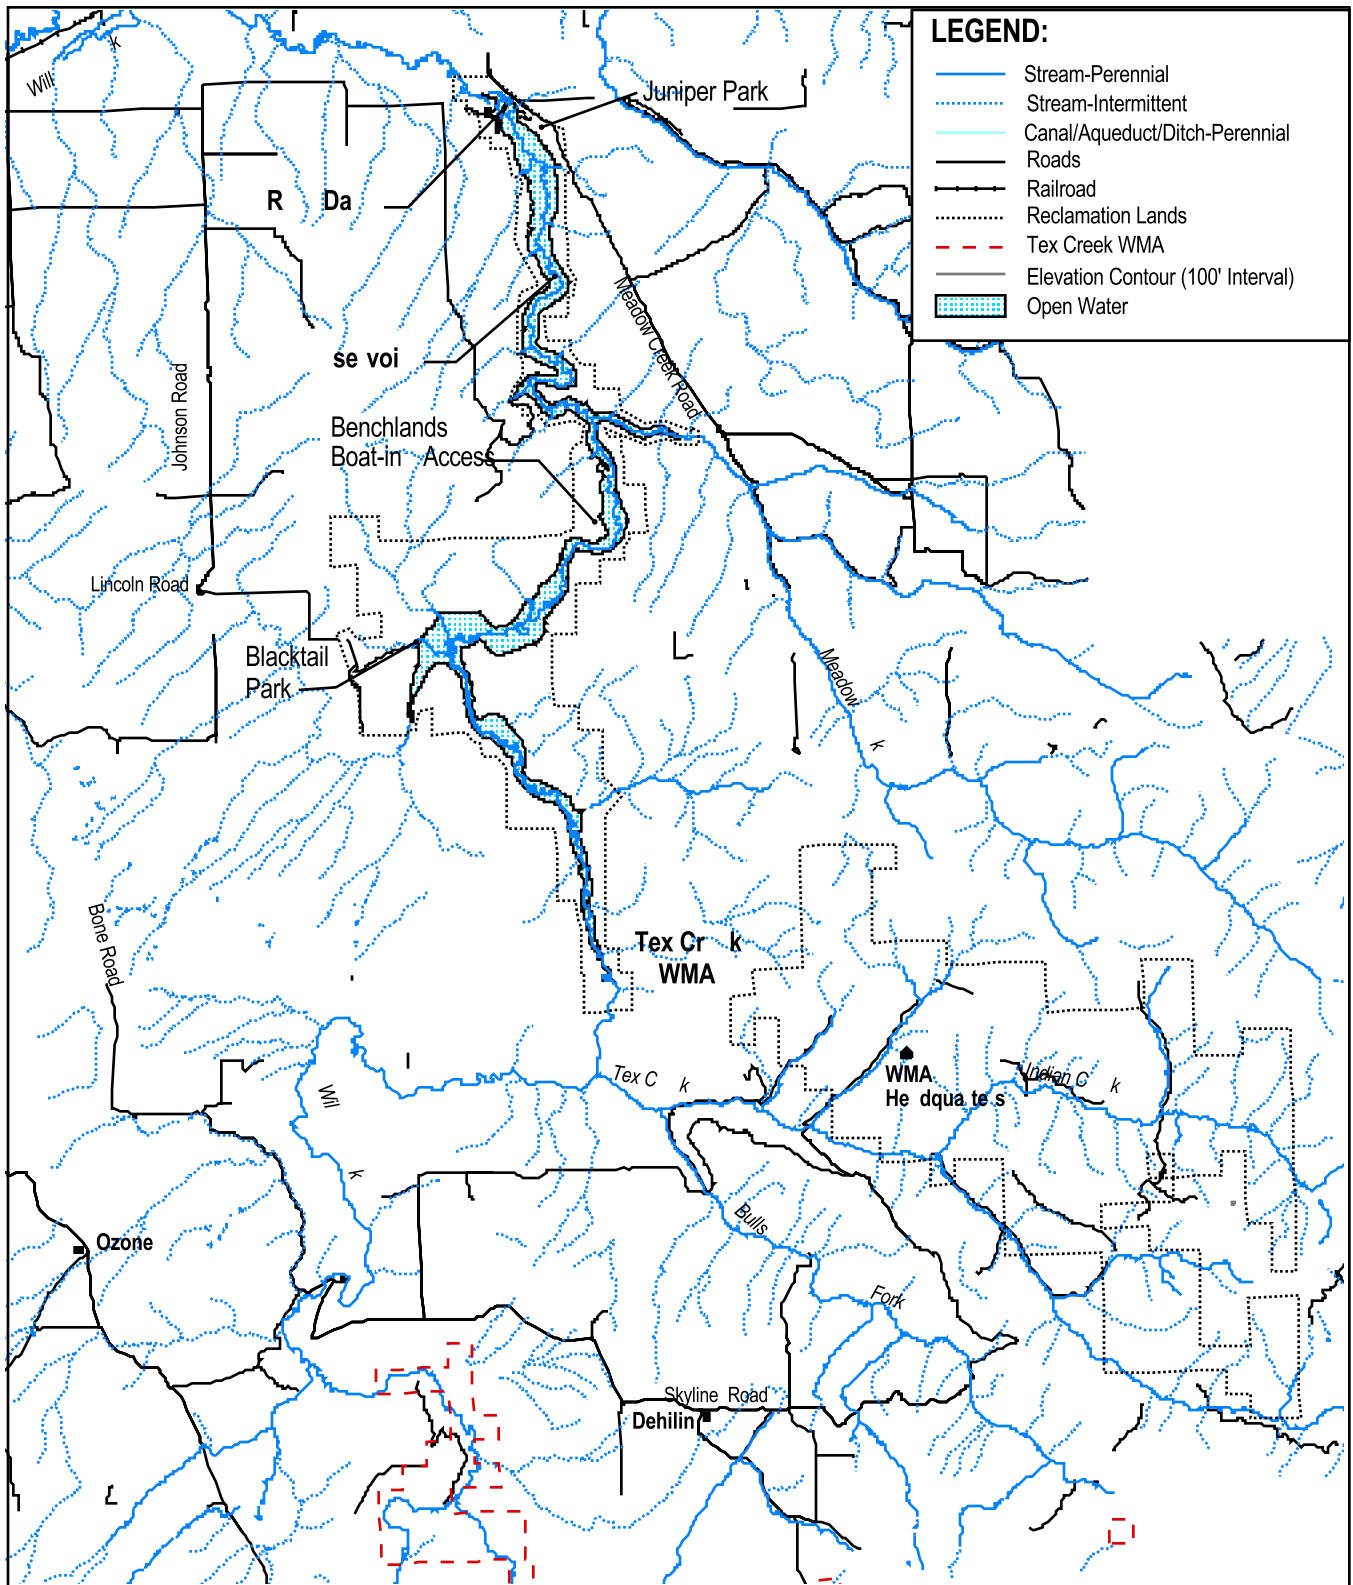 LEGEND:
Stream-Perennial
Stream-Intermittent
Canal/Aqueduct/Ditch-Perennial
Roads
Railroad
Reclamation Lands
Tex Creek WMA
Elevation Contour (100' Interval)
Open Water
Will k
Juniper Park
R Da
Meadow Creek Road
se voi
Johnson Road
Benchlands
Boat-in Access
Lincoln Road
Blacktail
Park
Meadow k
Bone Road
Tex Cr k
WMA
Wil k
Tex C k
WMA
He dqua te s
Indian C k
Bulls
Fork
Ozone
Skyline Road
Dehilin